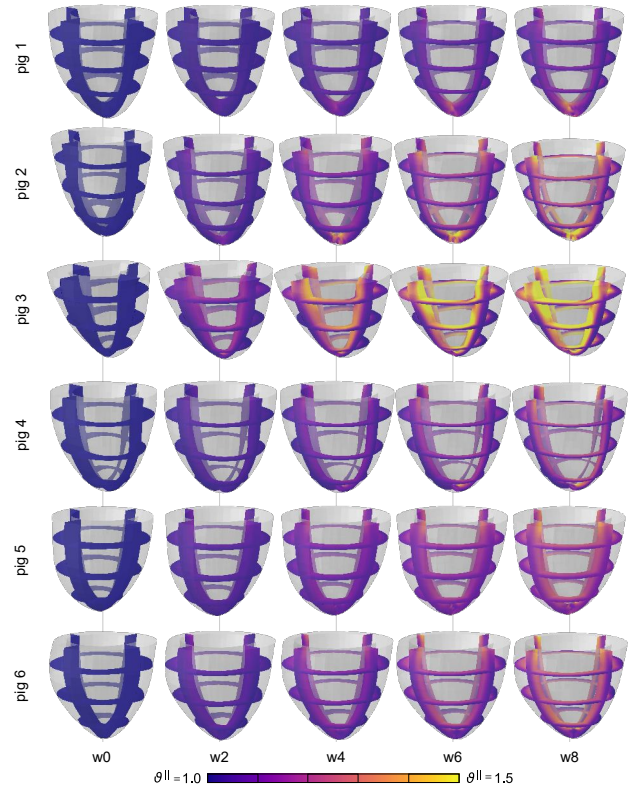 pig 1
pig 2
pig 3
pig 4
pig 5
pig 6
w0 w2 w4 w6 w8
ϑ^∥ = 1.0 ϑ^∥ = 1.5